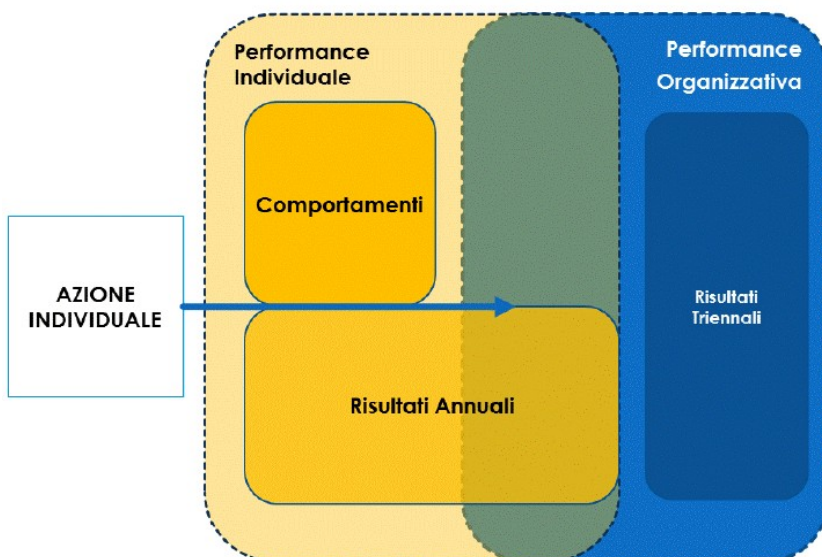 Performance
Individuale
Performance
Organizzativa
Comportamenti
AZIONE
INDIVIDUALE
Risultati
Triennali
Risultati Annuali